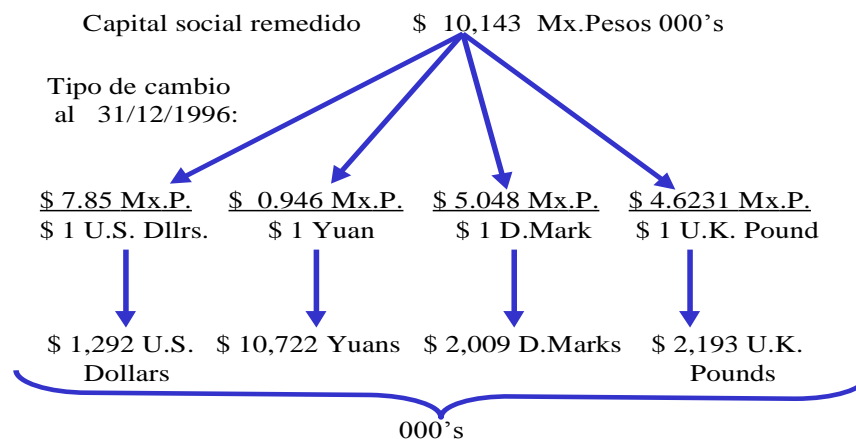 Capital social remedido $ 10,143 Mx.Pesos 000's
Tipo de cambio
al 31/12/1996:
$ 7.85 Mx.P. $ 0.946 Mx.P. $ 5.048 Mx.P. $ 4.6231 Mx.P.
$ 1 U.S. Dllrs. $ 1 Yuan $ 1 D.Mark $ 1 U.K. Pound
$ 1,292 U.S. $ 10,722 Yuans $ 2,009 D.Marks $ 2,193 U.K.
Dollars Pounds
000's